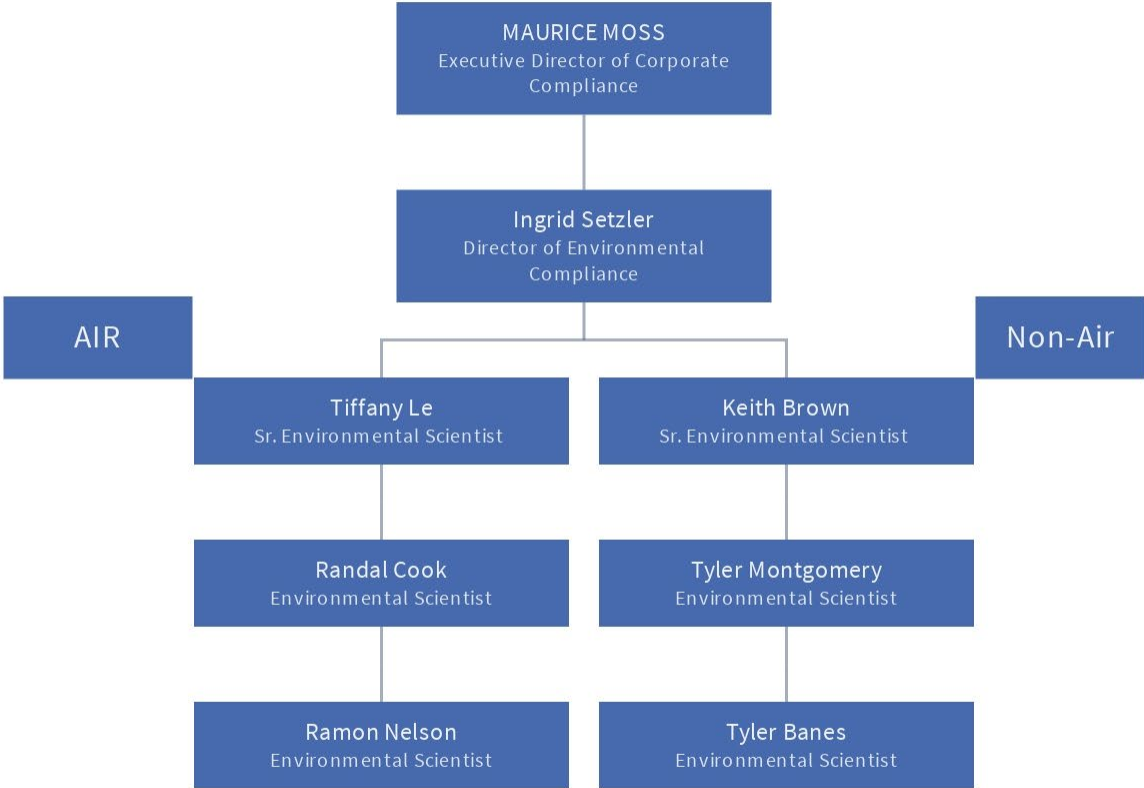 MAURICE MOSS
Executive Director of Corporate
Compliance
Ingrid Setzler
Director of Environmental
Compliance
AIR
Non-Air
Tiffany Le
Sr. Environmental Scientist
Keith Brown
Sr. Environmental Scientist
Randal Cook
Environmental Scientist
Tyler Montgomery
Environmental Scientist
Ramon Nelson
Environmental Scientist
Tyler Banes
Environmental Scientist